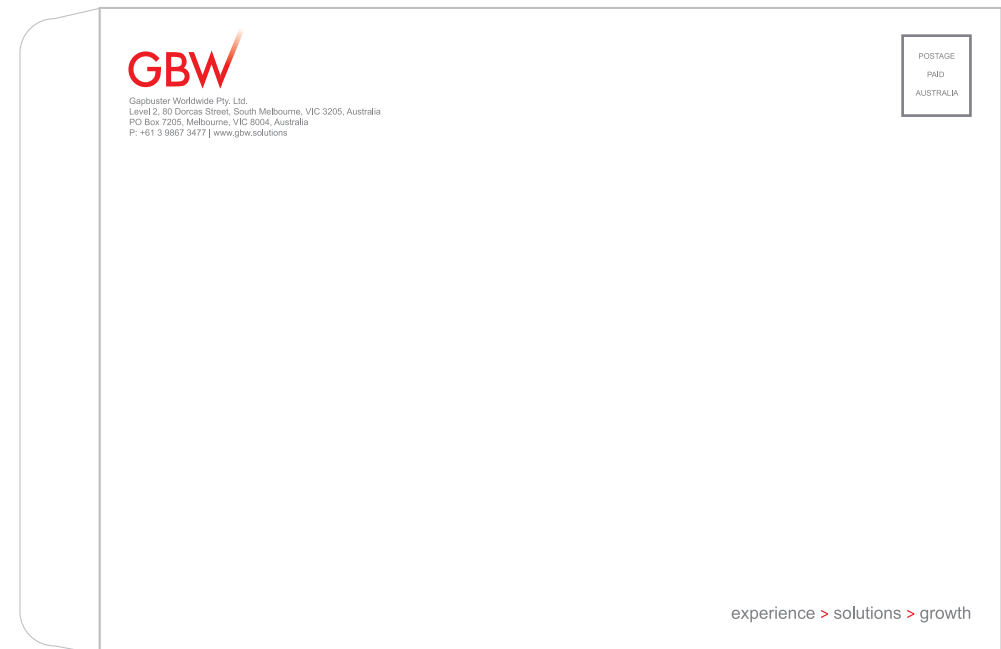 GBW
Gapbuster Worldwide Pty. Ltd.
Level 2, 80 Dorcas Street, South Melbourne, VIC 3205, Australia
PO Box 7205, Melbourne, VIC 8004, Australia
P: +61 3 9867 3477 | www.gbw.solutions
POSTAGE
PAID
AUSTRALIA
experience > solutions > growth